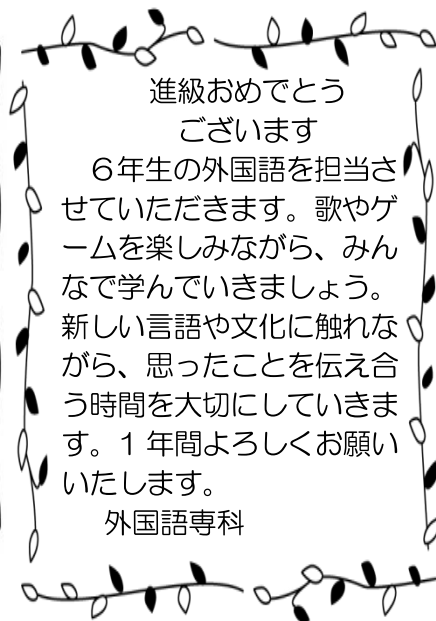 進級おめでとう
ございます
　６年生の外国語を担当さ
せていただきます。歌やゲ
ームを楽しみながら、みん
なで学んでいきましょう。
新しい言語や文化に触れな
がら、思ったことを伝え合
う時間を大切にしていきま
す。１年間よろしくお願い
いたします。
外国語専科